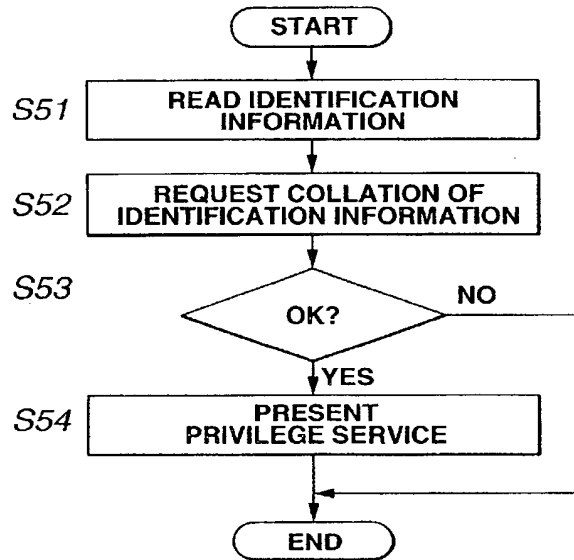 START
S51
READ IDENTIFICATION
INFORMATION
S52
REQUEST COLLATION OF
IDENTIFICATION INFORMATION
S53
OK?
NO
YES
S54
PRESENT
PRIVILEGE SERVICE
END